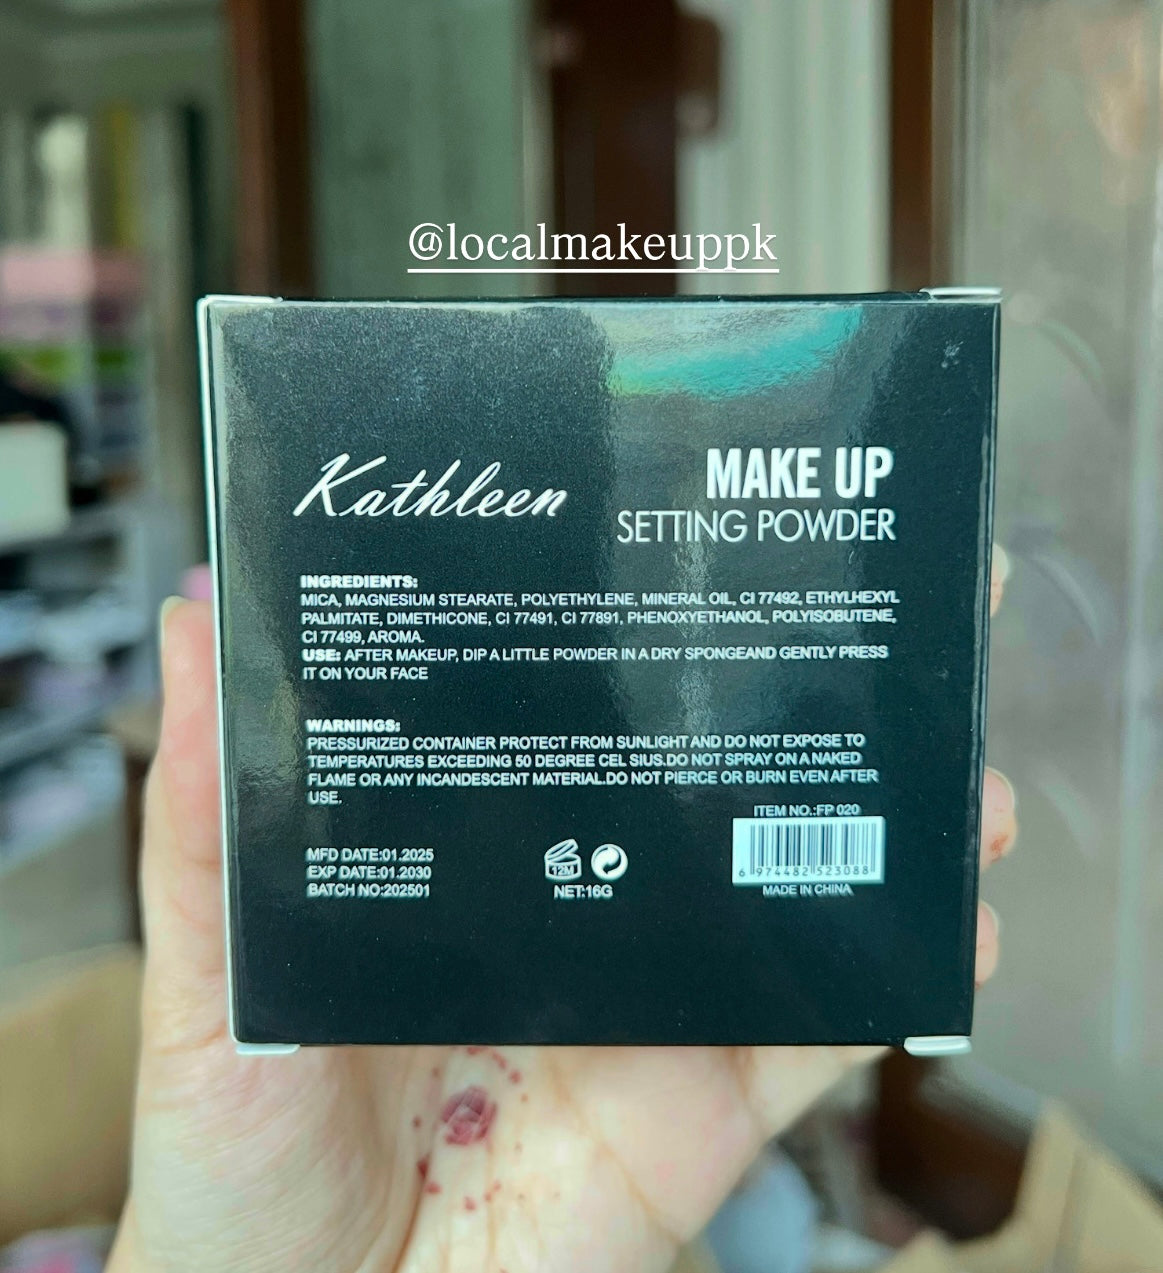 @localmakeuppk
Kathleen
MAKE UP
SETTING POWDER
INGREDIENTS:
MICA, MAGNESIUM STEARATE, POLYETHYLENE, MINERAL OIL, CI 77492, ETHYLHEXYL
PALMITATE, DIMETHICONE, CI 77491, CI 77891, PHENOXYETHANOL, POLYISOBUTENE,
CI 77499, AROMA.
USE: AFTER MAKEUP, DIP A LITTLE POWDER IN A DRY SPONGEAND GENTLY PRESS
IT ON YOUR FACE
WARNINGS:
PRESSURIZED CONTAINER PROTECT FROM SUNLIGHT AND DO NOT EXPOSE TO
TEMPERATURES EXCEEDING 50 DEGREE CEL SIUS.DO NOT SPRAY ON A NAKED
FLAME OR ANY INCANDESCENT MATERIAL.DO NOT PIERCE OR BURN EVEN AFTER
USE.
MFD DATE:01.2025
EXP DATE:01.2030
BATCH NO:202501
12M
NET:16G
ITEM NO.:FP 020
6 974482 523088
MADE IN CHINA